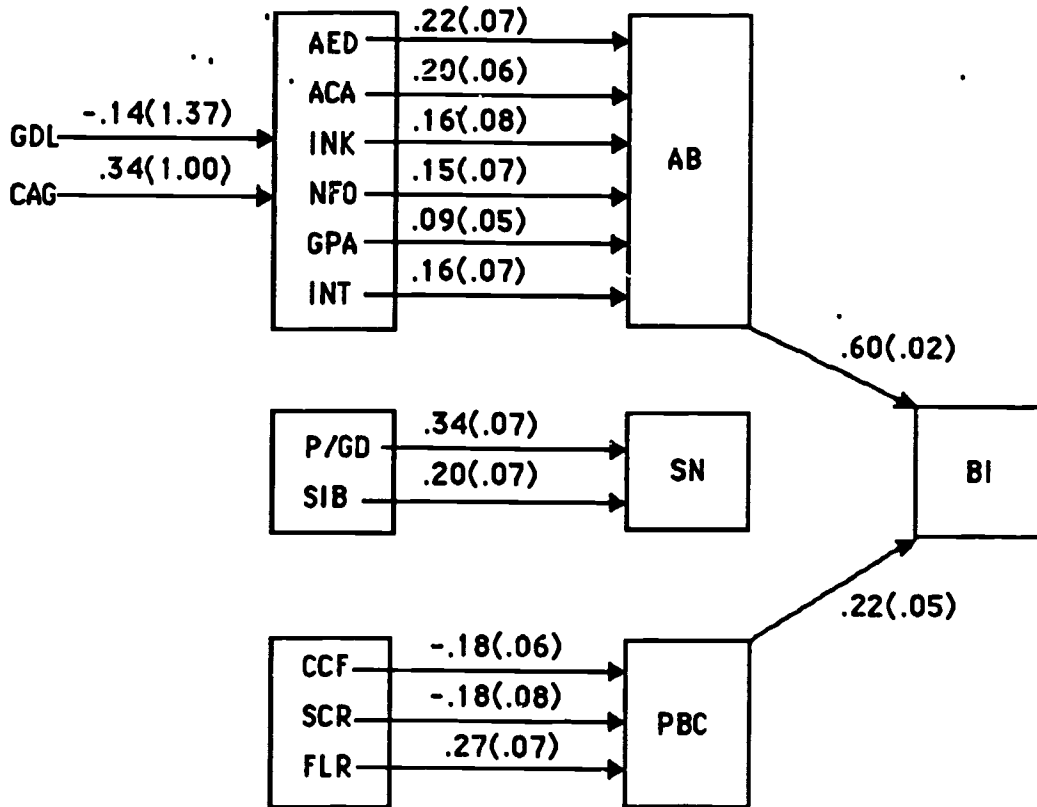 AED .22(.07)
ACA .20(.06)
AB
GDL -.14(1.37)
INK .16(.08)
CAG .34(1.00)
NFO .15(.07)
GPA .09(.05)
INT .16(.07)
.60(.02)
P/GD .34(.07)
SN
BI
SIB .20(.07)
.22(.05)
CCF -.18(.06)
SCR -.18(.08)
PBC
FLR .27(.07)